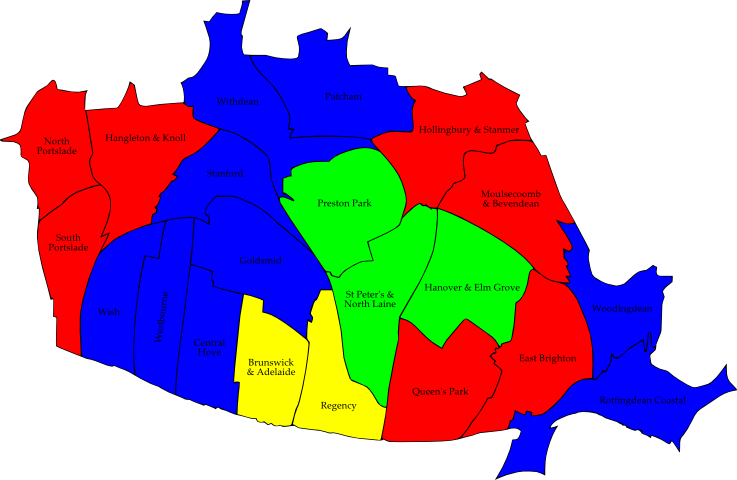 Withdean
Patcham
North
Portslade
Hangleton & Knoll
Hollingbury & Stanmer
Stanford
Preston Park
Moulsecoomb
& Bevendean
South
Portslade
Goldsmid
St Peter's &
North Laine
Hanover & Elm Grove
Wish
Westbourne
Central
Hove
Woodingdean
Brunswick
& Adelaide
East Brighton
Queen's Park
Regency
Rottingdean Coastal